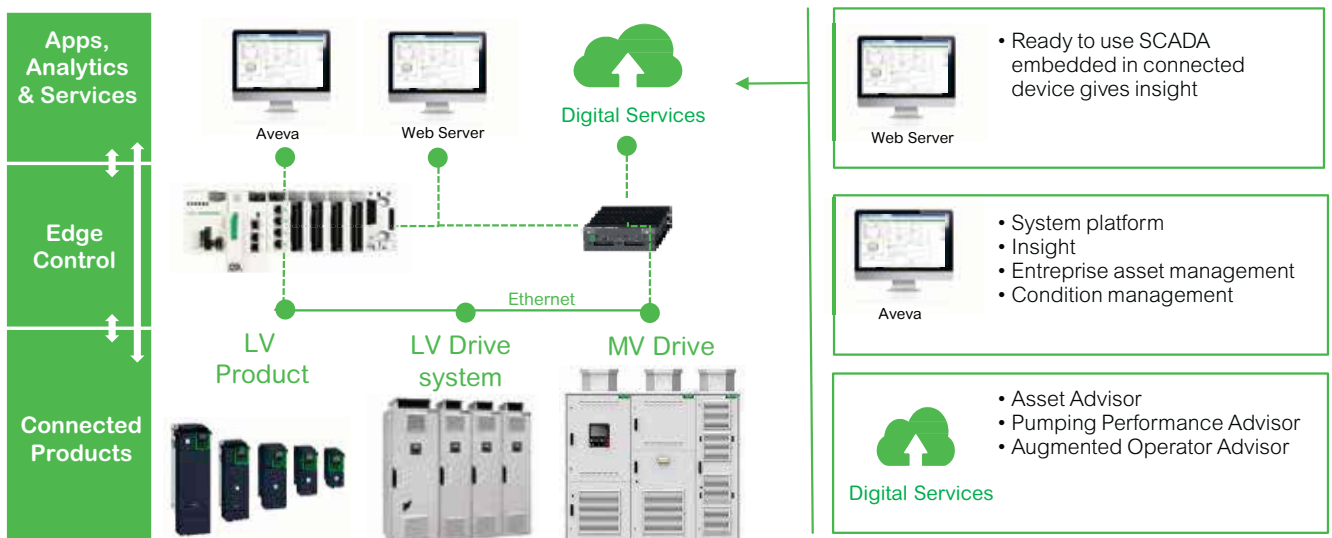 Apps,
Analytics
& Services
Edge
Control
Connected
Products
Aveva
Web Server
Digital Services
Ethernet
LV
Product
LV Drive
system
MV Drive
Web Server
• Ready to use SCADA
embedded in connected
device gives insight
Aveva
• System platform
• Insight
• Entreprise asset management
• Condition management
Digital Services
• Asset Advisor
• Pumping Performance Advisor
• Augmented Operator Advisor